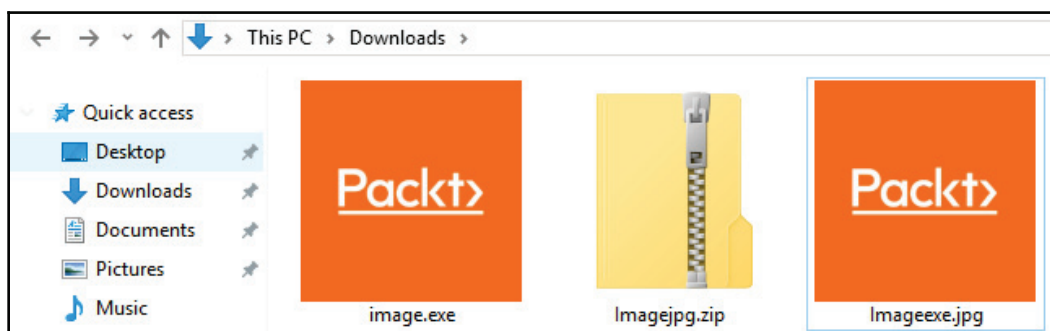 This PC > Downloads >
Quick access
Desktop
Downloads
Documents
Pictures
Music
Packt>
image.exe
Imagejpg.zip
Packt>
Imageexe.jpg